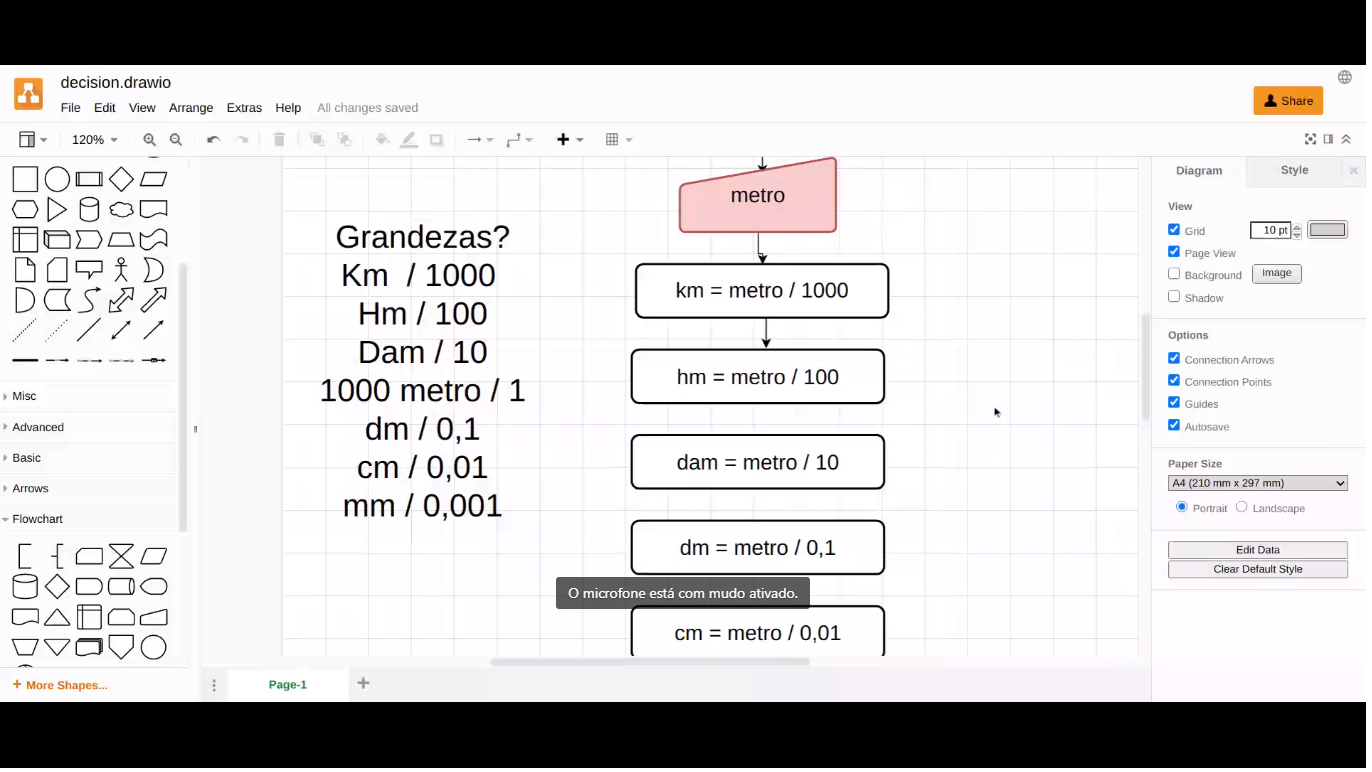 decision.drawio
File Edit View Arrange Extras Help All changes saved
Share
120%
metro
Grandezas?
Km / 1000
Hm / 100
Dam / 10
1000 metro / 1
dm / 0,1
cm / 0,01
mm / 0,001
km = metro / 1000
hm = metro / 100
dam = metro / 10
dm = metro / 0,1
cm = metro / 0,01
O microfone está com mudo ativado.
Misc
Advanced
Basic
Arrows
Flowchart
+ More Shapes...
Page-1
Diagram Style
View
Grid 10 pt
Page View
Background Image
Shadow
Options
Connection Arrows
Connection Points
Guides
Autosave
Paper Size
A4 (210 mm x 297 mm)
Portrait Landscape
Edit Data
Clear Default Style